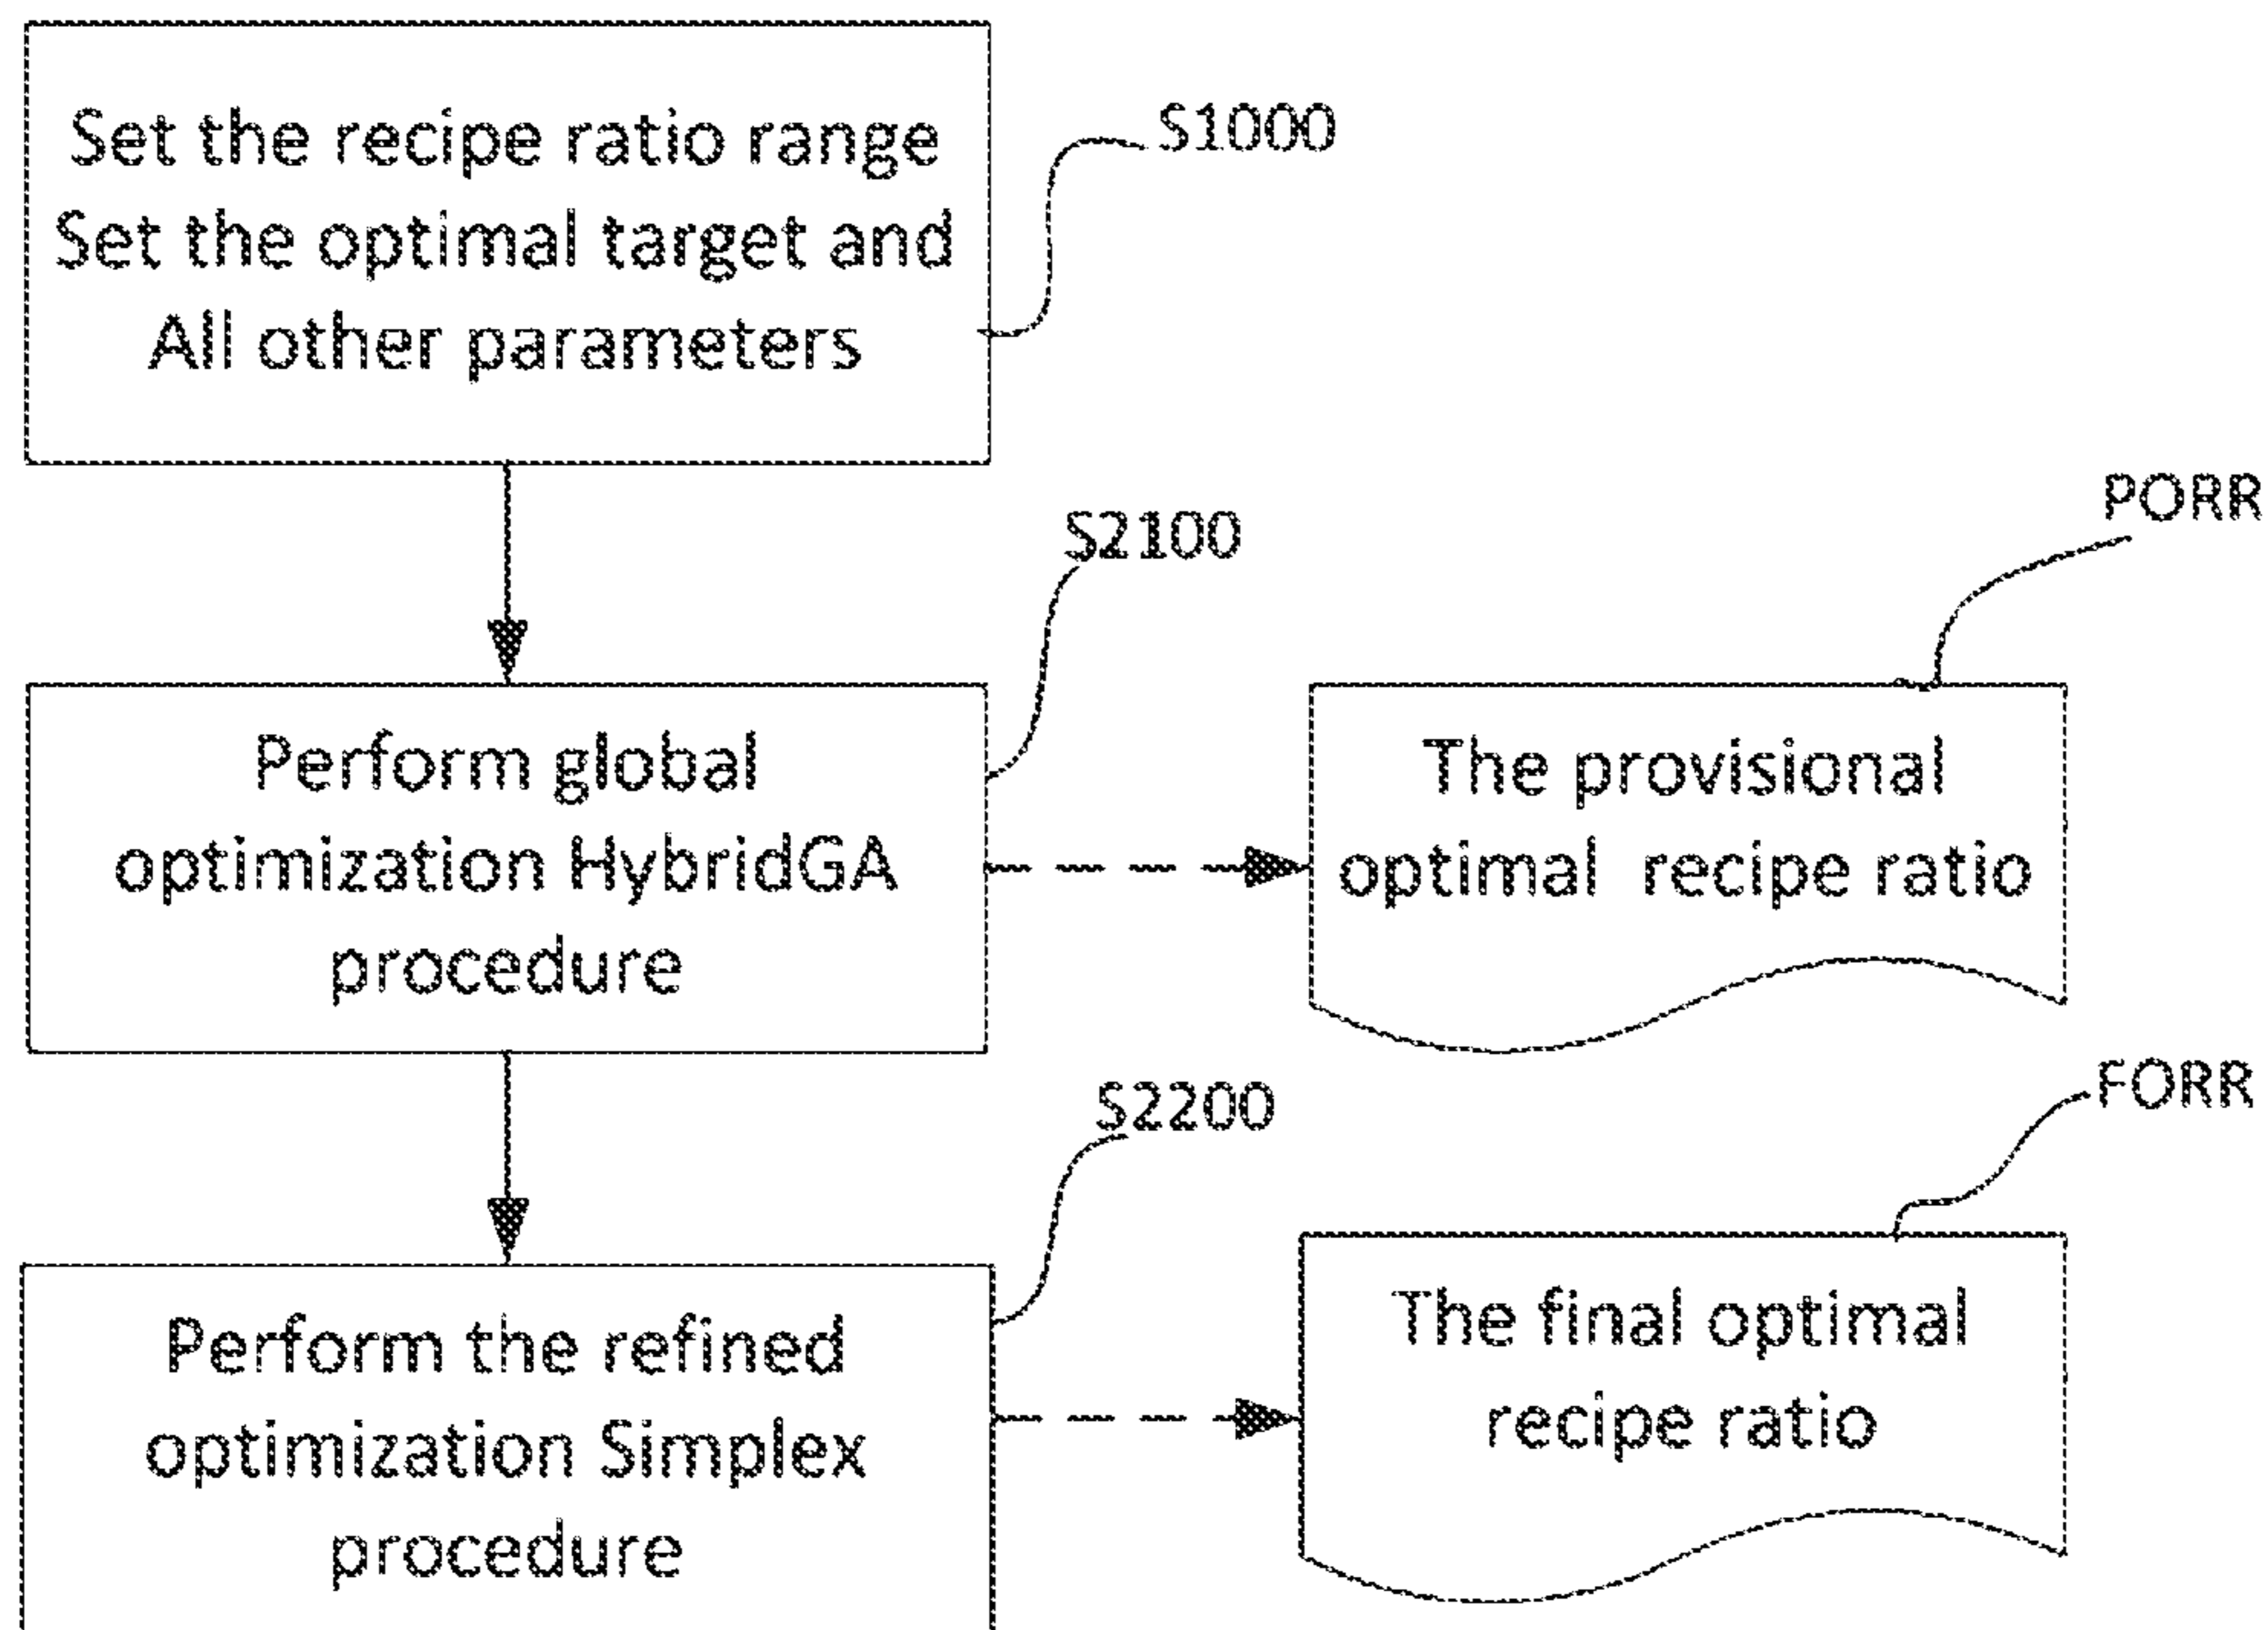 Set the recipe ratio range
Set the optimal target and
All other parameters
S1000
S2100
PORR
Perform global
optimization HybridGA
procedure
The provisional
optimal recipe ratio
S2200
FORR
Perform the refined
optimization Simplex
procedure
The final optimal
recipe ratio